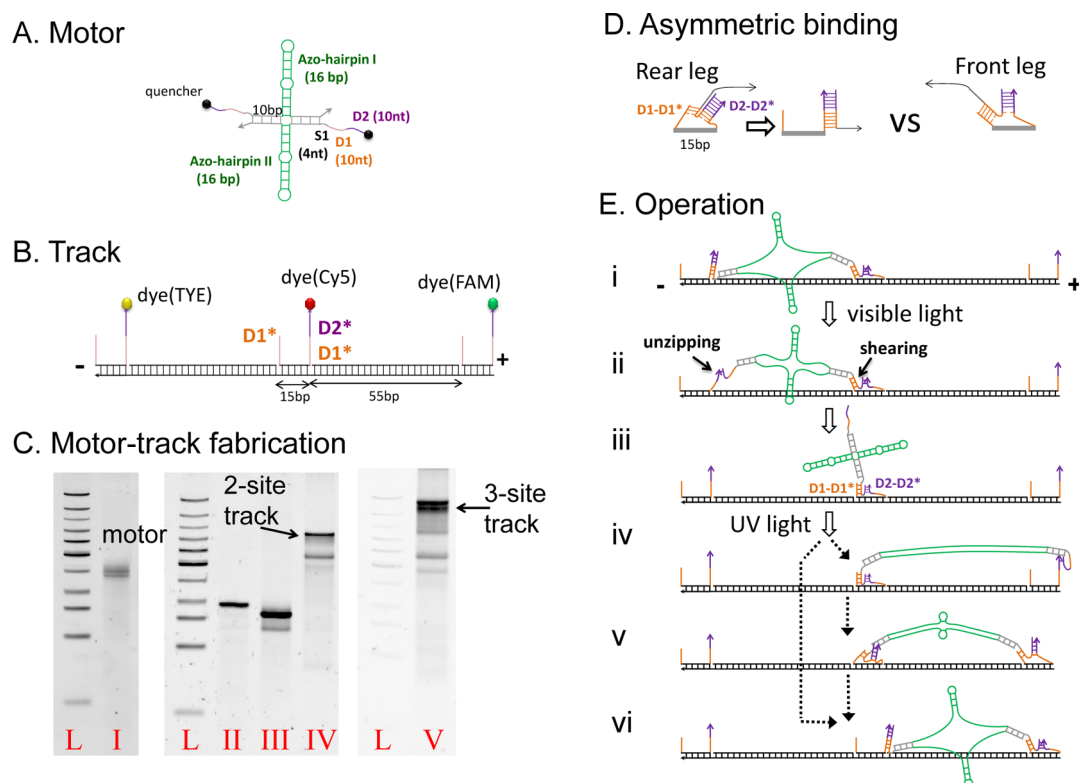 A. Motor
Azo-hairpin I
(16 bp)
quencher
10bp
D2 (10nt)
S1
(4nt)
D1
(10nt)
Azo-hairpin II
(16 bp)
B. Track
dye(TYE)
dye(Cy5)
dye(FAM)
D1*
D2*
D1*
-
+
15bp
55bp
C. Motor-track fabrication
motor
2-site
track
3-site
track
L
I
L
II
III
IV
L
V
D. Asymmetric binding
Rear leg
Front leg
D1-D1*
D2-D2*
15bp
VS
E. Operation
i
-
+
visible light
ii
unzipping
shearing
iii
D1-D1*
D2-D2*
UV light
iv
v
vi